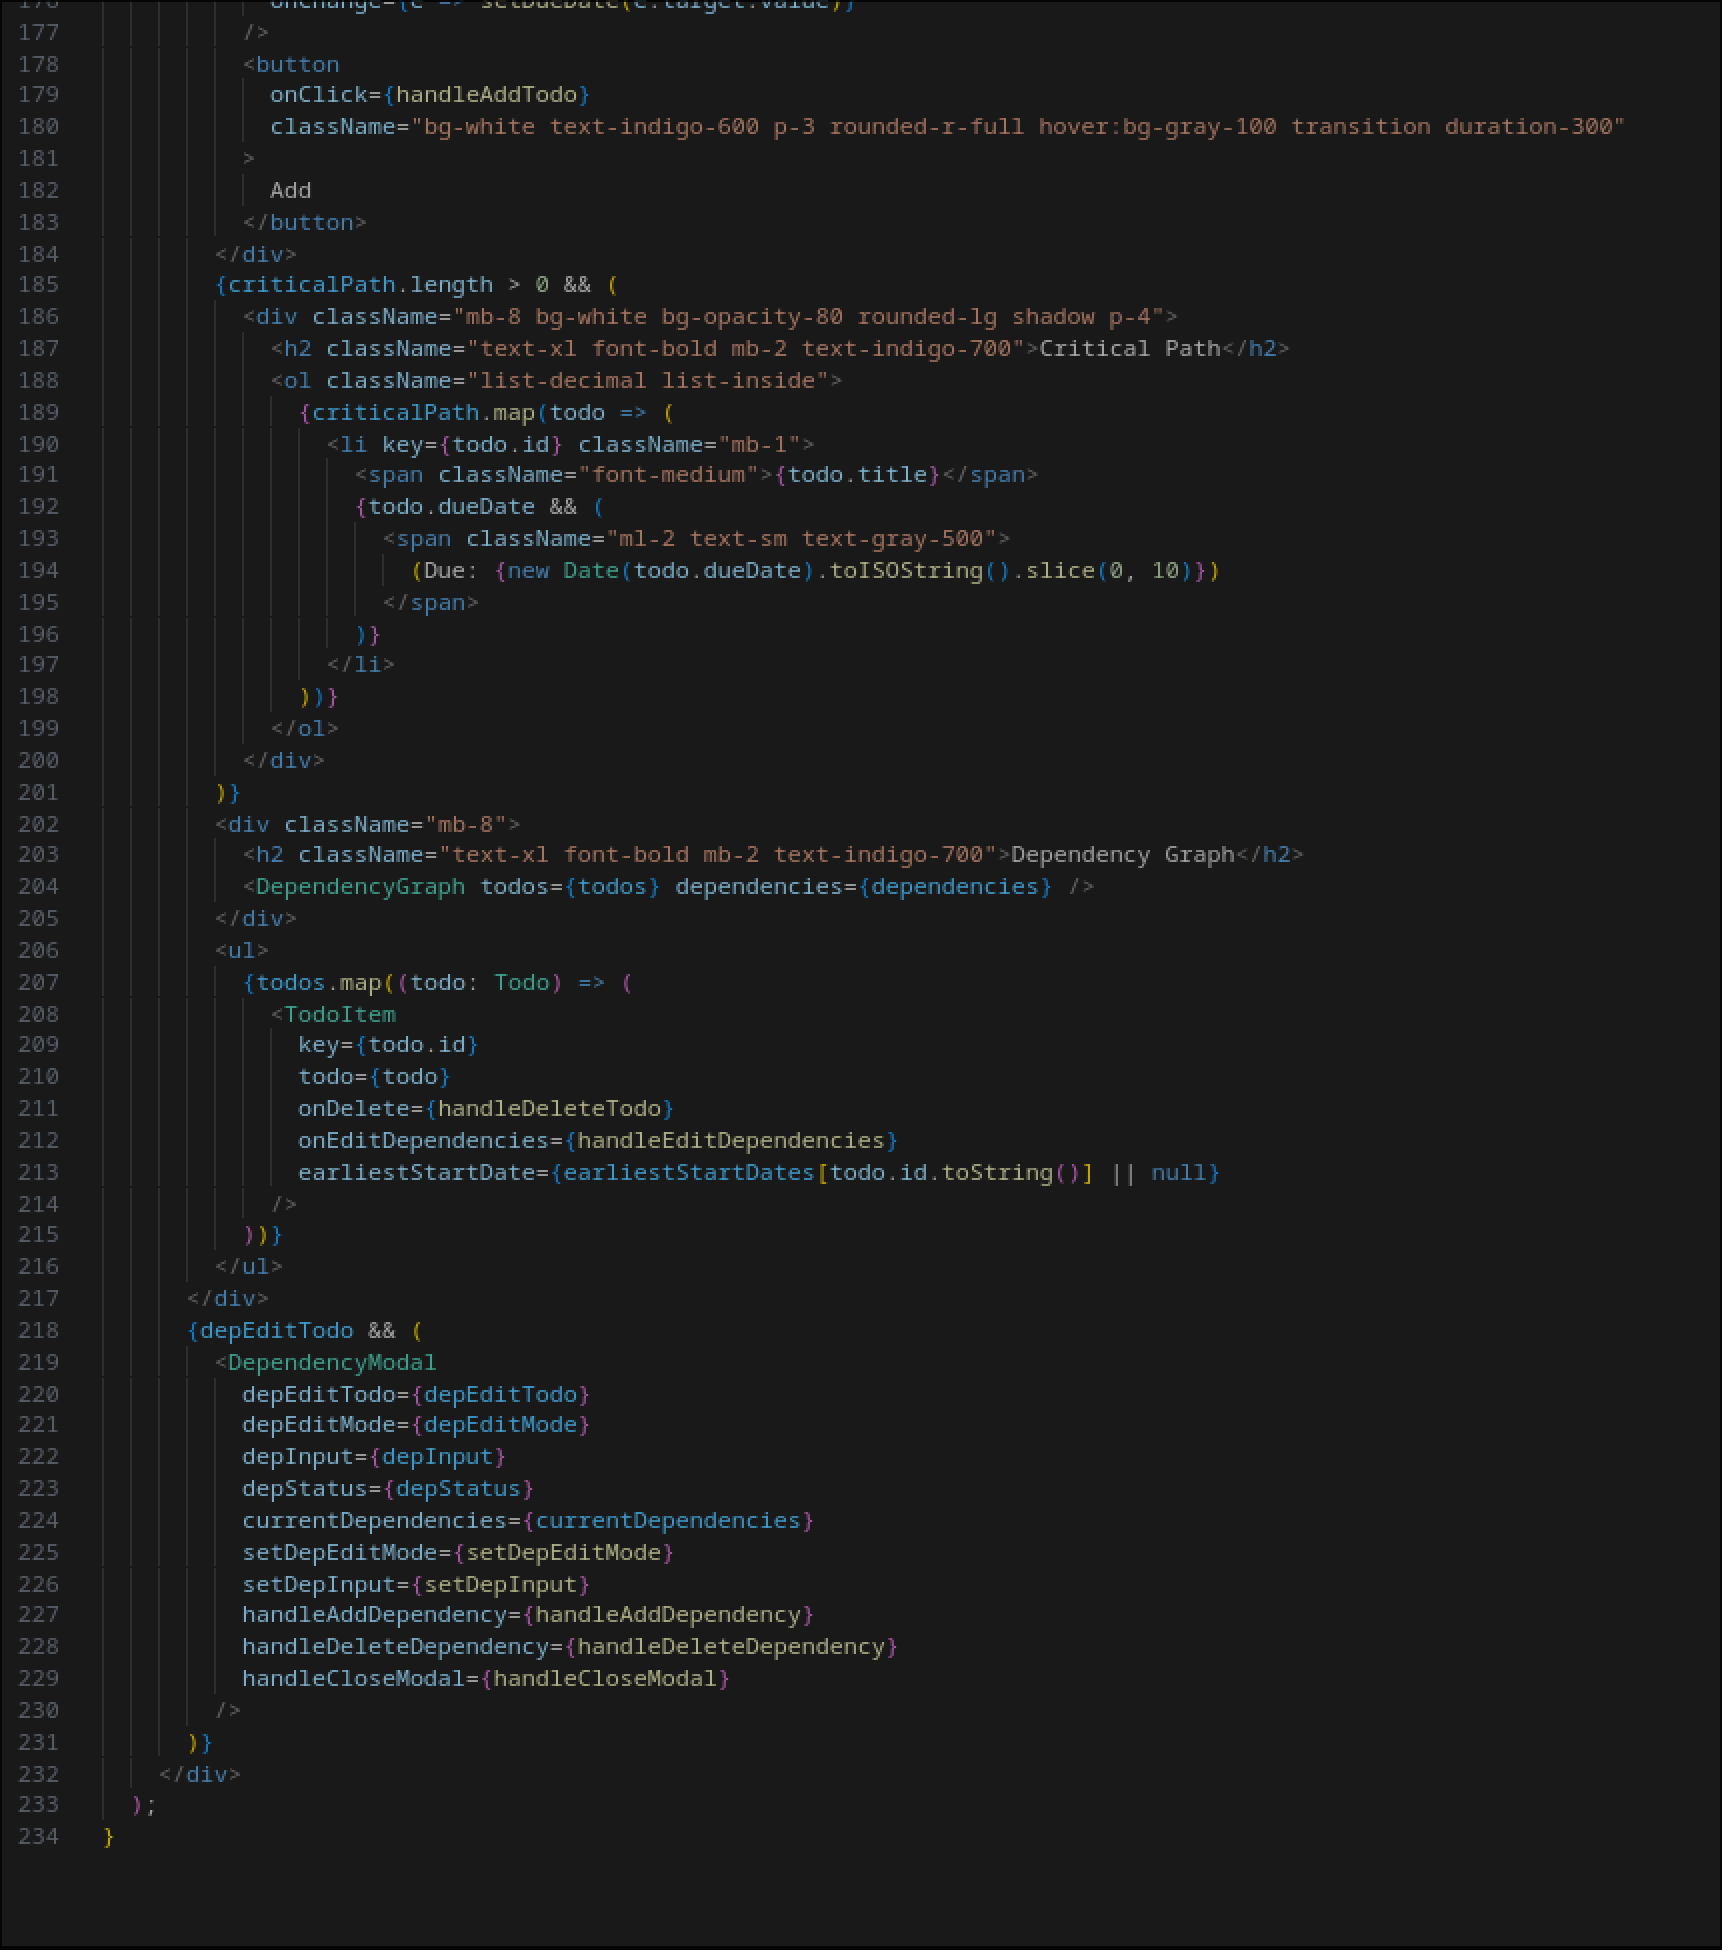 176 onChange={e => setDueDate(e.target.value)}
177 />
178 <button
179 onClick={handleAddTodo}
180 className="bg-white text-indigo-600 p-3 rounded-r-full hover:bg-gray-100 transition duration-300"
181 >
182 Add
183 </button>
184 </div>
185 {criticalPath.length > 0 && (
186 <div className="mb-8 bg-white bg-opacity-80 rounded-lg shadow p-4">
187 <h2 className="text-xl font-bold mb-2 text-indigo-700">Critical Path</h2>
188 <ol className="list-decimal list-inside">
189 {criticalPath.map(todo => (
190 <li key={todo.id} className="mb-1">
191 <span className="font-medium">{todo.title}</span>
192 {todo.dueDate && (
193 <span className="ml-2 text-sm text-gray-500">
194 (Due: {new Date(todo.dueDate).toISOString().slice(0, 10)})
195 </span>
196 )}
197 </li>
198 ))}
199 </ol>
200 </div>
201 )}
202 <div className="mb-8">
203 <h2 className="text-xl font-bold mb-2 text-indigo-700">Dependency Graph</h2>
204 <DependencyGraph todos={todos} dependencies={dependencies} />
205 </div>
206 <ul>
207 {todos.map((todo: Todo) => (
208 <TodoItem
209 key={todo.id}
210 todo={todo}
211 onDelete={handleDeleteTodo}
212 onEditDependencies={handleEditDependencies}
213 earliestStartDate={earliestStartDates[todo.id.toString()] || null}
214 />
215 ))}
216 </ul>
217 </div>
218 {depEditTodo && (
219 <DependencyModal
220 depEditTodo={depEditTodo}
221 depEditMode={depEditMode}
222 depInput={depInput}
223 depStatus={depStatus}
224 currentDependencies={currentDependencies}
225 setDepEditMode={setDepEditMode}
226 setDepInput={setDepInput}
227 handleAddDependency={handleAddDependency}
228 handleDeleteDependency={handleDeleteDependency}
229 handleCloseModal={handleCloseModal}
230 />
231 )}
232 </div>
233 );
234 }